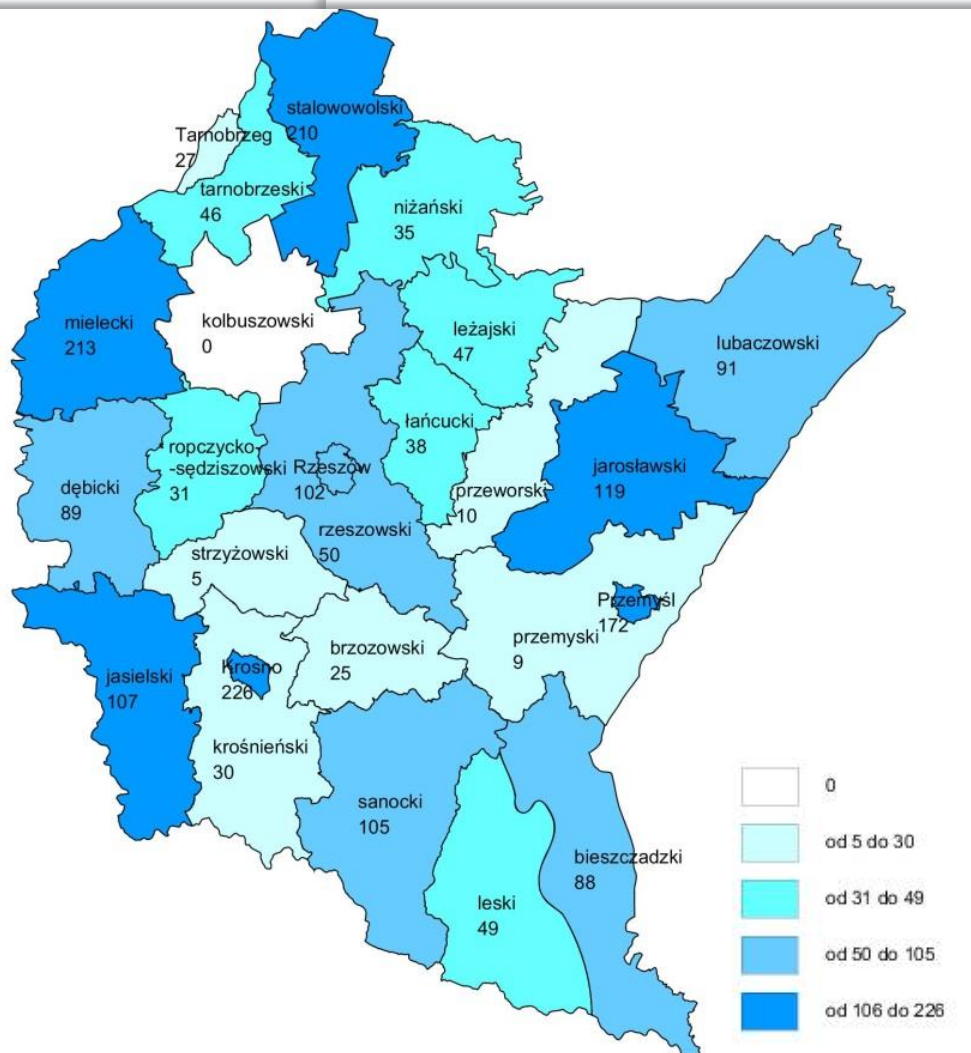 stalowowolski
210
Tarnobrzeg
27
tarnobrzeski
46
niżański
35
mielecki
213
kolbuszowski
0
leżajski
47
lubaczowski
91
łańcucki
38
ropczycko-
-sędziszowski
31
Rzeszów
102
dębicki
89
przeworski
10
jarosławski
119
rzeszowski
50
strzyżowski
5
Przemyśl
172
przemyski
9
brzozowski
25
Krosno
226
jasielski
107
krośnieński
30
sanocki
105
bieszczadzki
88
leski
49
0
od 5 do 30
od 31 do 49
od 50 do 105
od 106 do 226